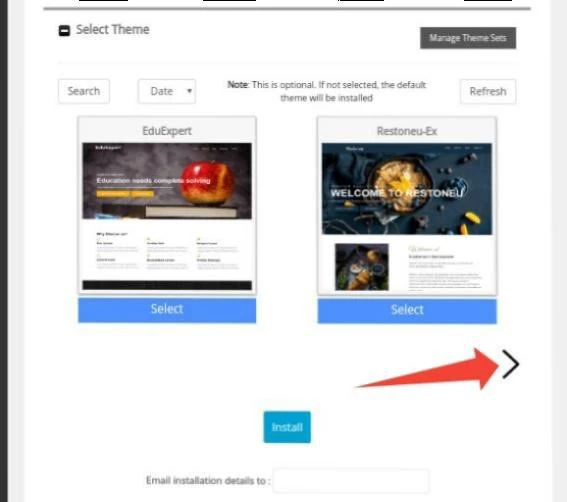 Select Theme
Manage Theme Sets
Search
Date
Note: This is optional. If not selected, the default
theme will be installed
Refresh
EduExpert
Restoneu-Ex
EduExpert
Education needs complete solving
WELCOME TO RESTONEU
Select
Select
Install
Email installation details to :